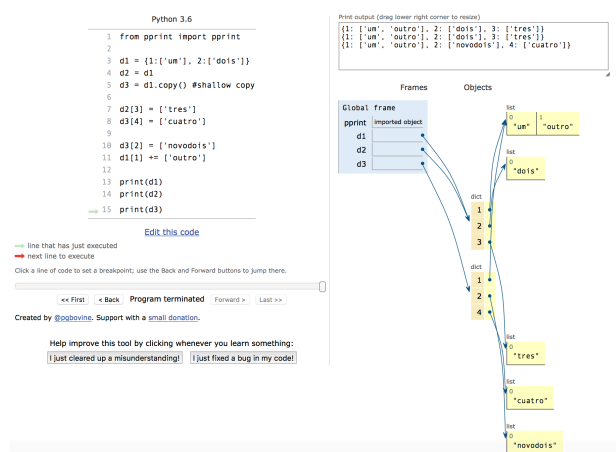 Python 3.6
1 from pprint import pprint
2
3 d1 = {1:['um'], 2:['dois']}
4 d2 = d1
5 d3 = d1.copy() #shallow copy
6
7 d2[3] = ['tres']
8 d3[4] = ['cuatro']
9
10 d3[2] = ['novodois']
11 d1[1] += ['outro']
12
13 print(d1)
14 print(d2)
15 print(d3)
Edit this code
line that has just executed
next line to execute
Click a line of code to set a breakpoint; use the Back and Forward buttons to jump there.
<< First < Back Program terminated Forward > Last >>
Created by @pgbovine. Support with a small donation.
Help improve this tool by clicking whenever you learn something:
I just cleared up a misunderstanding! I just fixed a bug in my code!
Print output (drag lower right corner to resize)
{1: ['um', 'outro'], 2: ['dois'], 3: ['tres']}
{1: ['um', 'outro'], 2: ['dois'], 3: ['tres']}
{1: ['um', 'outro'], 2: ['novodois'], 4: ['cuatro']}
Frames Objects
Global frame
pprint imported object
d1
d2
d3
list
0 1
"um" "outro"
list
0
"dois"
dict
1
2
3
dict
1
2
4
list
0
"tres"
list
0
"cuatro"
list
0
"novodois"